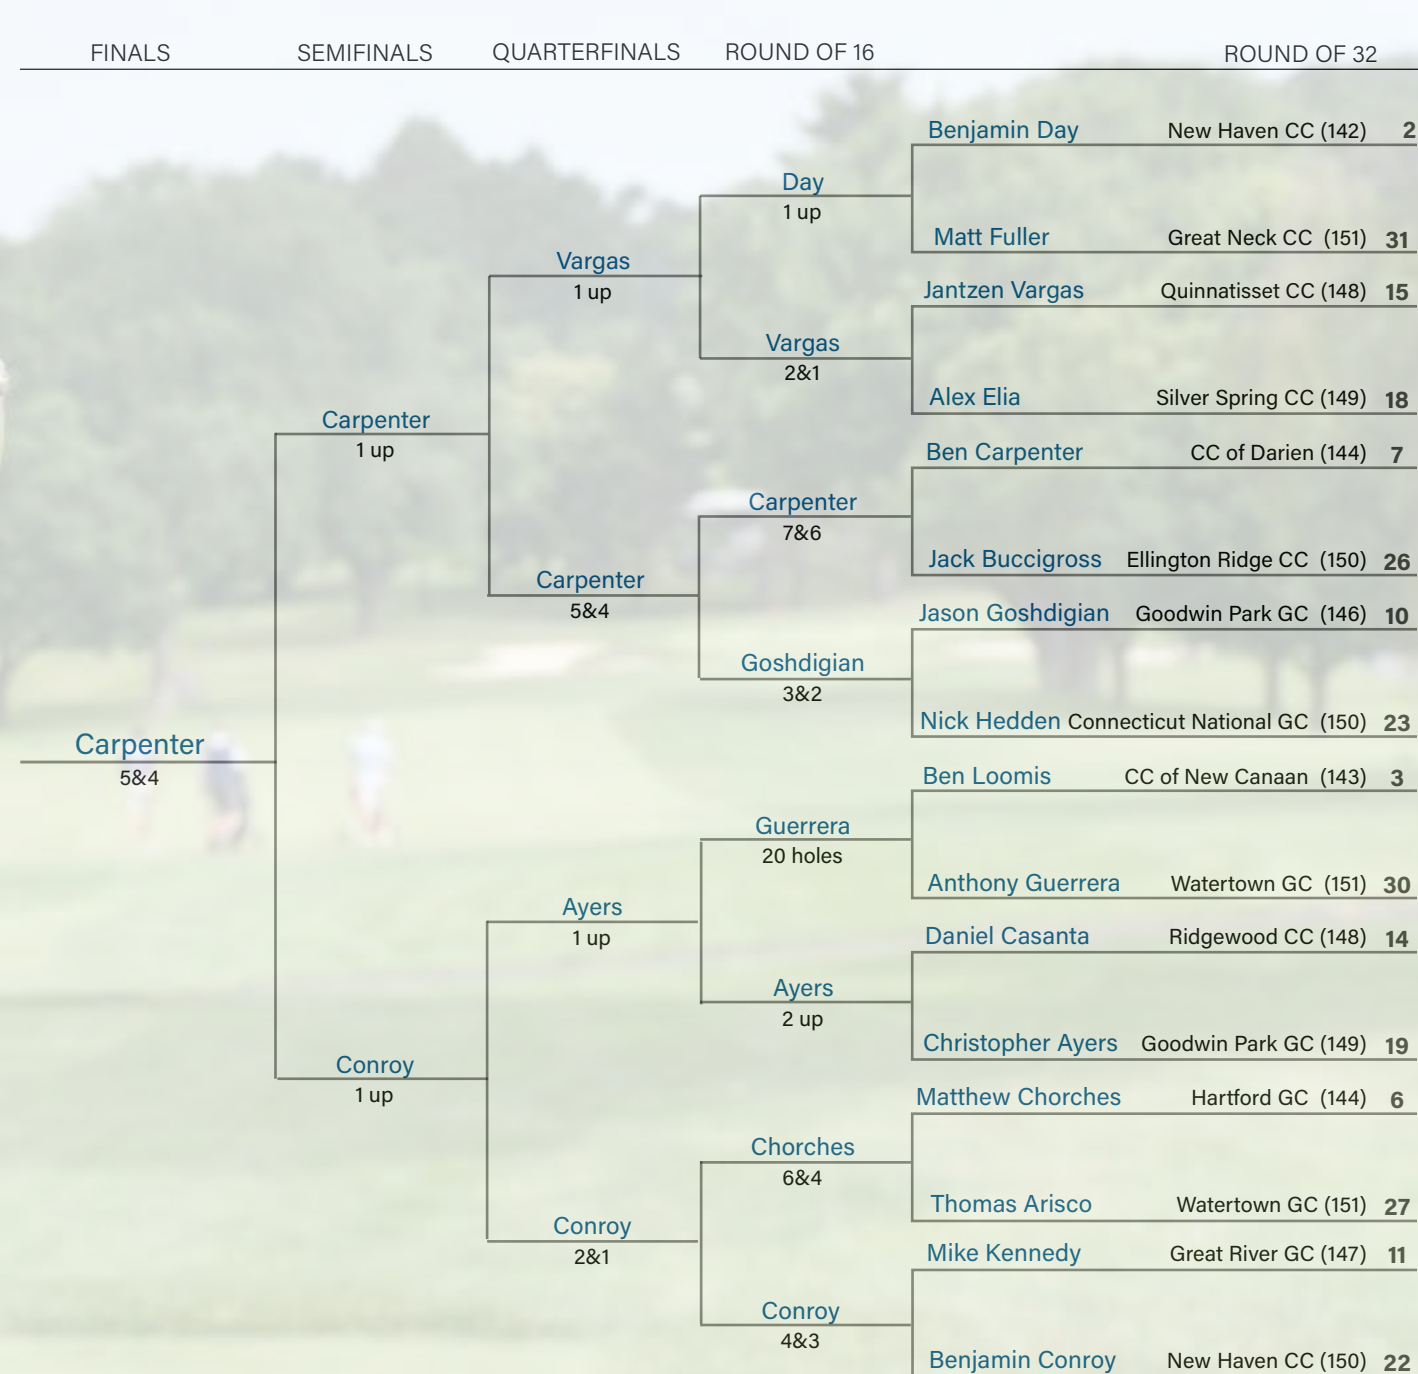 FINALS SEMIFINALS QUARTERFINALS ROUND OF 16 ROUND OF 32
Benjamin Day New Haven CC (142) 2
Day
1 up
Matt Fuller Great Neck CC (151) 31
Vargas
1 up
Jantzen Vargas Quinnatisset CC (148) 15
Vargas
2&1
Alex Elia Silver Spring CC (149) 18
Carpenter
1 up
Ben Carpenter CC of Darien (144) 7
Carpenter
7&6
Jack Buccigross Ellington Ridge CC (150) 26
Carpenter
5&4
Jason Goshdigian Goodwin Park GC (146) 10
Goshdigian
3&2
Nick Hedden Connecticut National GC (150) 23
Carpenter
5&4
Ben Loomis CC of New Canaan (143) 3
Guerrera
20 holes
Anthony Guerrera Watertown GC (151) 30
Ayers
1 up
Daniel Casanta Ridgewood CC (148) 14
Ayers
2 up
Christopher Ayers Goodwin Park GC (149) 19
Conroy
1 up
Matthew Chorches Hartford GC (144) 6
Chorches
6&4
Thomas Arisco Watertown GC (151) 27
Conroy
2&1
Mike Kennedy Great River GC (147) 11
Conroy
4&3
Benjamin Conroy New Haven CC (150) 22